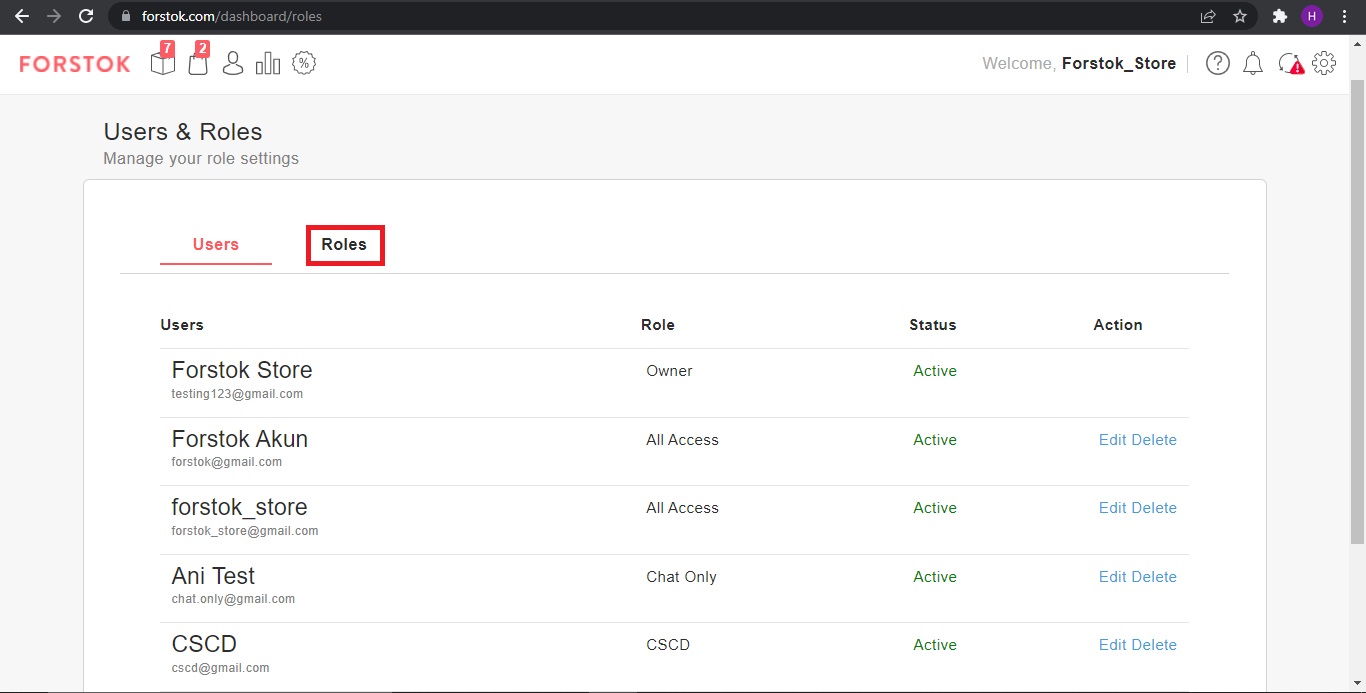 forstok.com/dashboard/roles
H
FORSTOK 7 2 % Welcome, Forstok_Store ?
Users & Roles
Manage your role settings
Users Roles
Users Role Status Action
Forstok Store Owner Active
testing123@gmail.com
Forstok Akun All Access Active Edit Delete
forstok@gmail.com
forstok_store All Access Active Edit Delete
forstok_store@gmail.com
Ani Test Chat Only Active Edit Delete
chat.only@gmail.com
CSCD CSCD Active Edit Delete
cscd@gmail.com